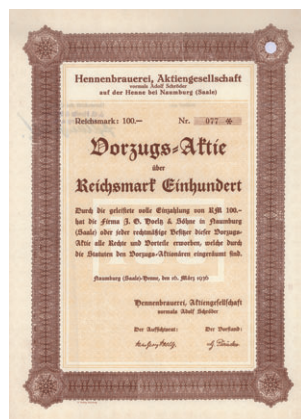 Hennenbrauerei, Aktiengesellschaft
vormals Adolf Schröder
auf der Henne bei Naumburg (Saale)
Reichsmark: 100.— Nr. 077 *
Vorzugs-Aktie
über
Reichsmark Einhundert
Durch die geleistete volle Einzahlung von RM 100.—
hat die Firma J. G. Boeltz & Söhne in Naumburg
(Saale) oder jeder rechtmäßige Besitzer dieser Vorzugs-
Aktie alle Rechte und Vorteile erworben, welche durch
die Statuten den Vorzugs-Aktionären eingeräumt sind.
Naumburg (Saale)-Henne, den 16. März 1936
Hennenbrauerei, Aktiengesellschaft
vormals Adolf Schröder
Der Aufsichtsrat: Der Vorstand: